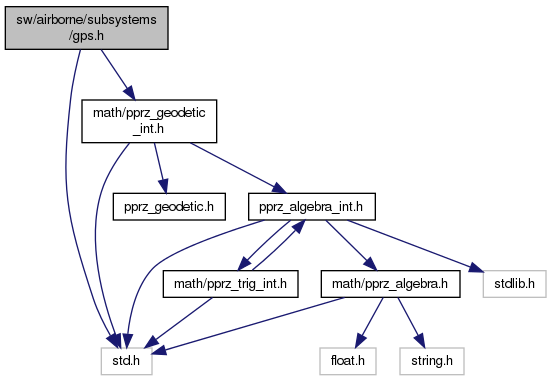 sw/airborne/subsystems
/gps.h
math/pprz_geodetic
_int.h
pprz_geodetic.h
pprz_algebra_int.h
math/pprz_trig_int.h
math/pprz_algebra.h
stdlib.h
std.h
float.h
string.h